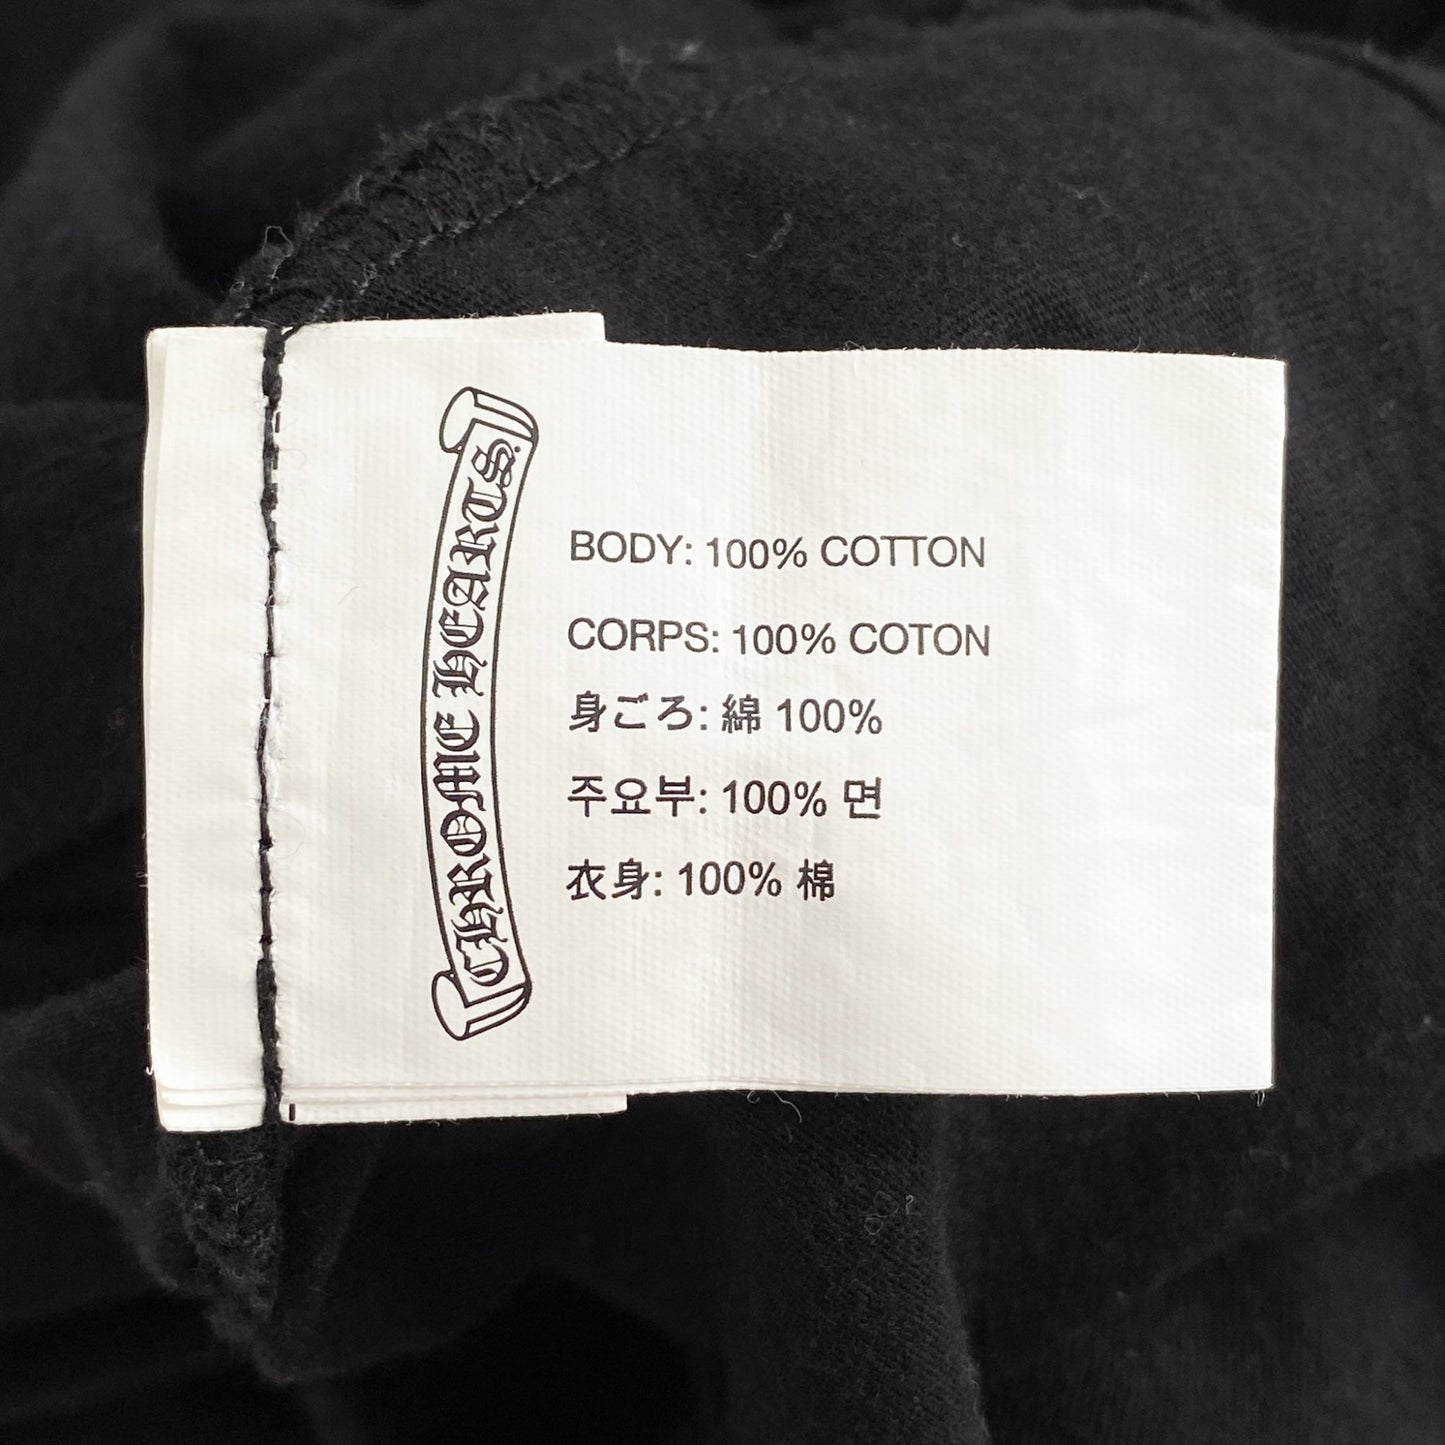 CHROME HEARTS.
BODY: 100% COTTON
CORPS: 100% COTON
身ごろ: 綿 100%
주요부: 100% 면
衣身: 100% 棉